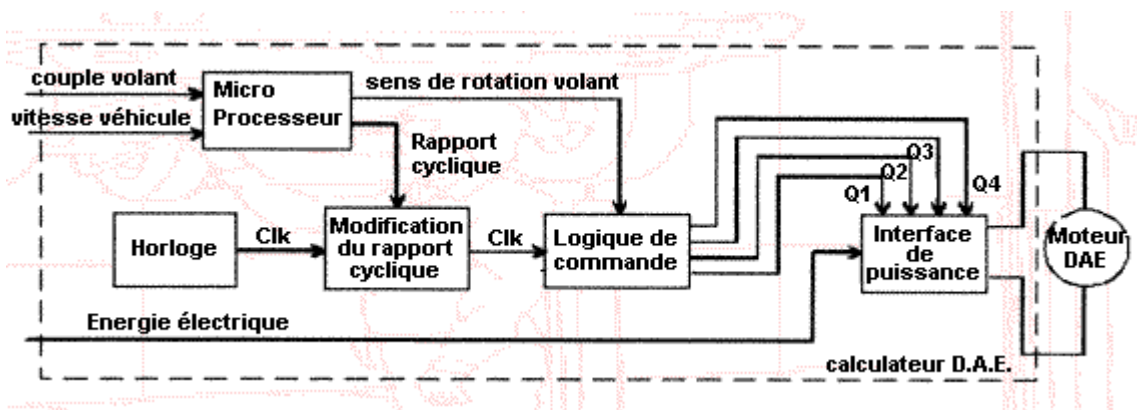 couple volant
vitesse véhicule
Micro
Processeur
sens de rotation volant
Rapport
cyclique
Horloge
Clk
Modification
du rapport
cyclique
Clk
Logique de
commande
Q1
Q2
Q3
Q4
Interface
de
puissance
Moteur
DAE
Energie électrique
calculateur D.A.E.